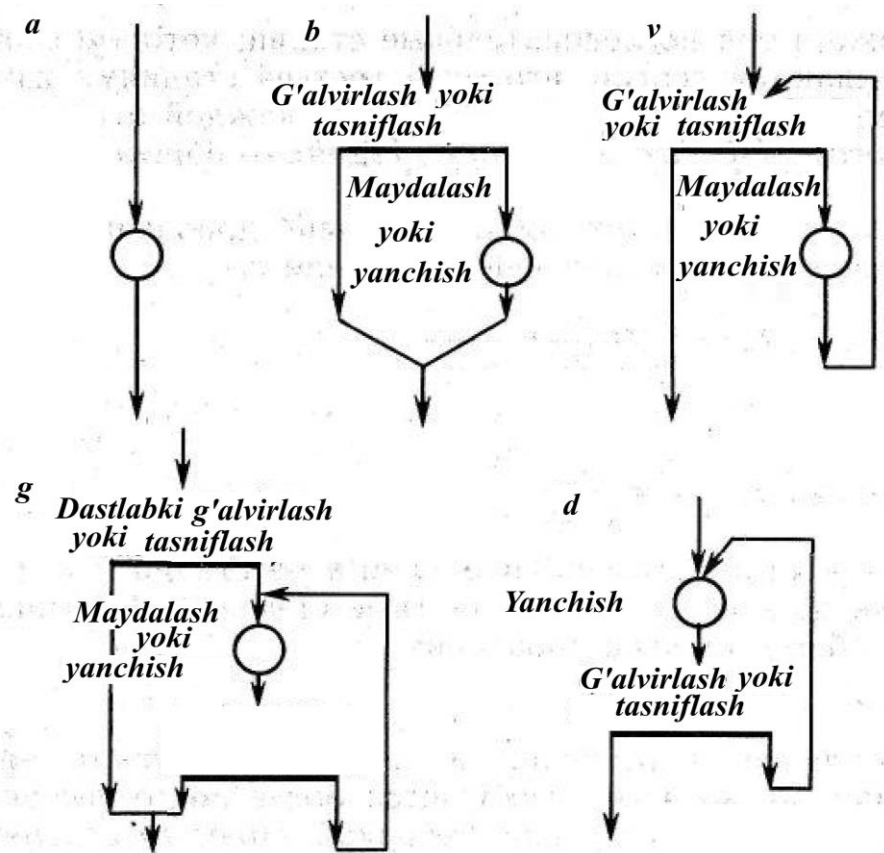 a
b
G'alvirlash yoki
tasniflash
Maydalash
yoki
yanchish
v
G'alvirlash
yoki tasniflash
Maydalash
yoki
yanchish
g
Dastlabki g'alvirlash
yoki tasniflash
Maydalash
yoki
yanchish
d
Yanchish
G'alvirlash yoki
tasniflash